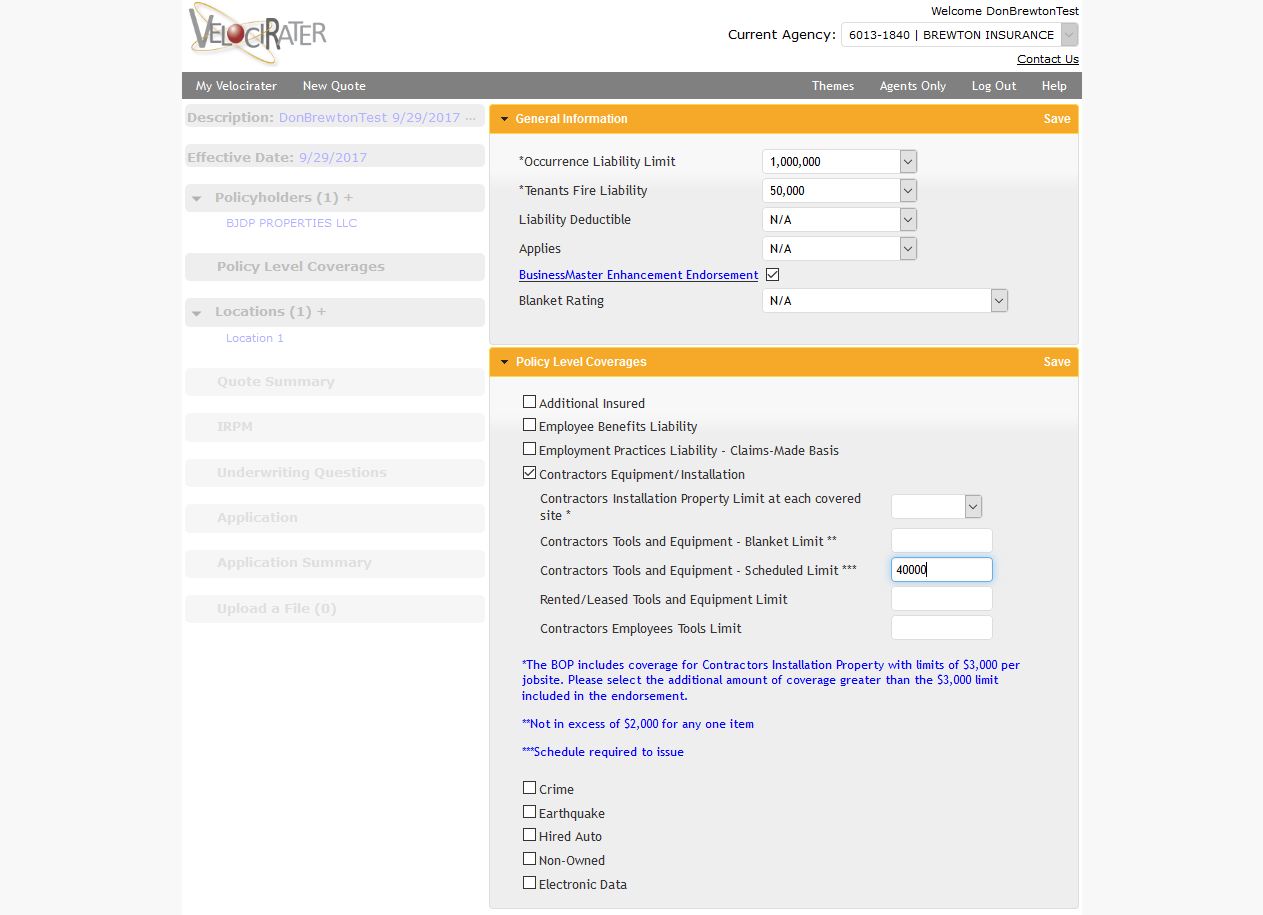 VELOCIRATER
Welcome DonBrewtonTest
Current Agency: 6013-1840 | BREWTON INSURANCE
Contact Us
My Velocirater New Quote Themes Agents Only Log Out Help
Description: DonBrewtonTest 9/29/2017 ...
Effective Date: 9/29/2017
Policyholders (1) +
BJDP PROPERTIES LLC
Policy Level Coverages
Locations (1) +
Location 1
Quote Summary
IRPM
Underwriting Questions
Application
Application Summary
Upload a File (0)
General Information Save
*Occurrence Liability Limit 1,000,000
*Tenants Fire Liability 50,000
Liability Deductible N/A
Applies N/A
BusinessMaster Enhancement Endorsement
Blanket Rating N/A
Policy Level Coverages Save
Additional Insured
Employee Benefits Liability
Employment Practices Liability - Claims-Made Basis
Contractors Equipment/Installation
Contractors Installation Property Limit at each covered
site *
Contractors Tools and Equipment - Blanket Limit **
Contractors Tools and Equipment - Scheduled Limit *** 40000
Rented/Leased Tools and Equipment Limit
Contractors Employees Tools Limit
*The BOP includes coverage for Contractors Installation Property with limits of $3,000 per
jobsite. Please select the additional amount of coverage greater than the $3,000 limit
included in the endorsement.
**Not in excess of $2,000 for any one item
***Schedule required to issue
Crime
Earthquake
Hired Auto
Non-Owned
Electronic Data